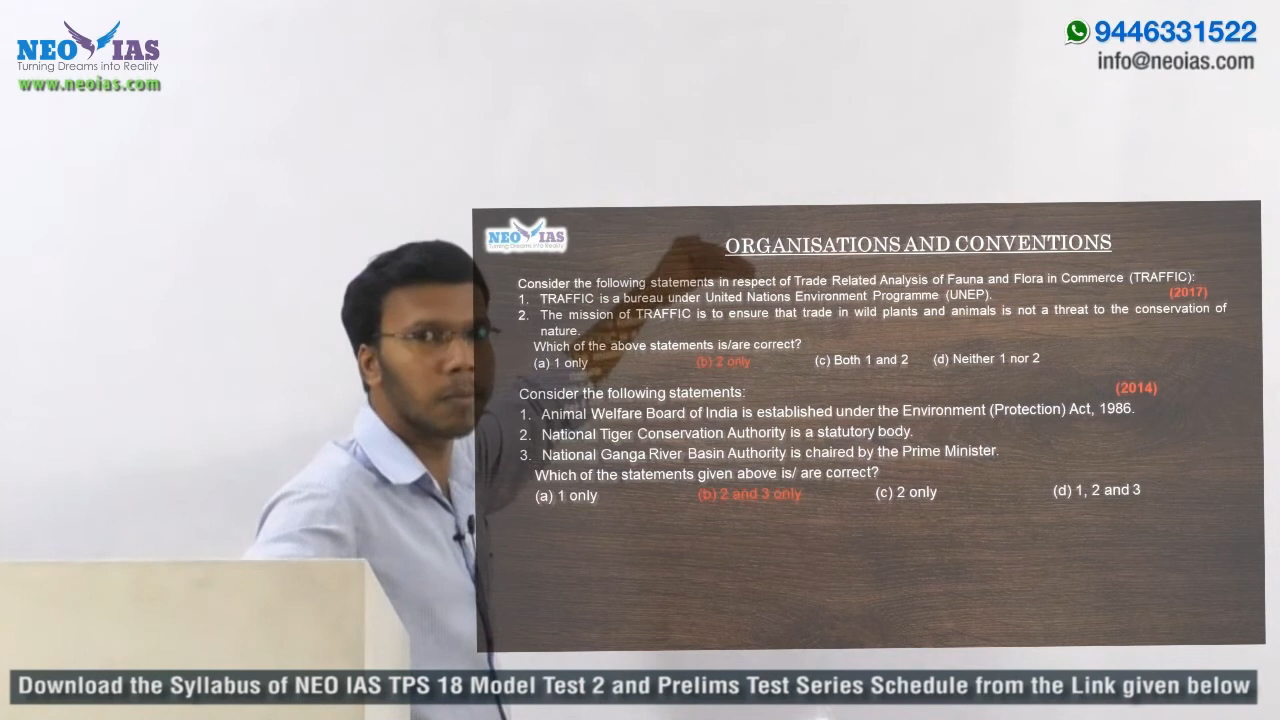 NEO IAS
Turning Dreams into Reality
www.neoias.com
9446331522
info@neoias.com
NEO IAS
Turning Dreams into Reality
ORGANISATIONS AND CONVENTIONS
Consider the following statements in respect of Trade Related Analysis of Fauna and Flora in Commerce (TRAFFIC):
(2017)
1. TRAFFIC is a bureau under United Nations Environment Programme (UNEP).
2. The mission of TRAFFIC is to ensure that trade in wild plants and animals is not a threat to the conservation of
nature.
Which of the above statements is/are correct?
(a) 1 only (b) 2 only (c) Both 1 and 2 (d) Neither 1 nor 2
Consider the following statements:
(2014)
1. Animal Welfare Board of India is established under the Environment (Protection) Act, 1986.
2. National Tiger Conservation Authority is a statutory body.
3. National Ganga River Basin Authority is chaired by the Prime Minister.
Which of the statements given above is/ are correct?
(a) 1 only (b) 2 and 3 only (c) 2 only (d) 1, 2 and 3
Download the Syllabus of NEO IAS TPS 18 Model Test 2 and Prelims Test Series Schedule from the Link given below